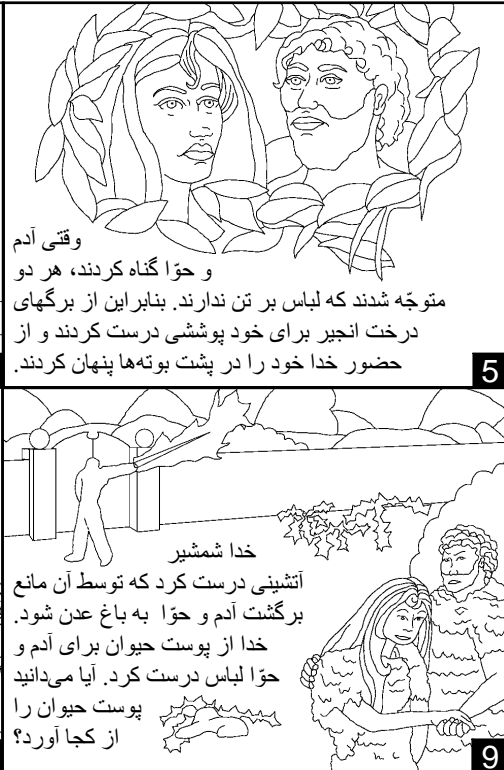 وقتی آدم
و حوّا گناه کردند، هر دو
متوجّه شدند که لباس بر تن ندارند. بنابراین از برگهای
درخت انجیر برای خود پوششی درست کردند و از
حضور خدا خود را در پشت بوته‌ها پنهان کردند.
5
خدا شمشیر
آتشینی درست کرد که توسط آن مانع
برگشت آدم و حوّا به باغ عدن شود.
خدا از پوست حیوان برای آدم و
حوّا لباس درست کرد. آیا می‌دانید
پوست حیوان را
از کجا آورد؟
9